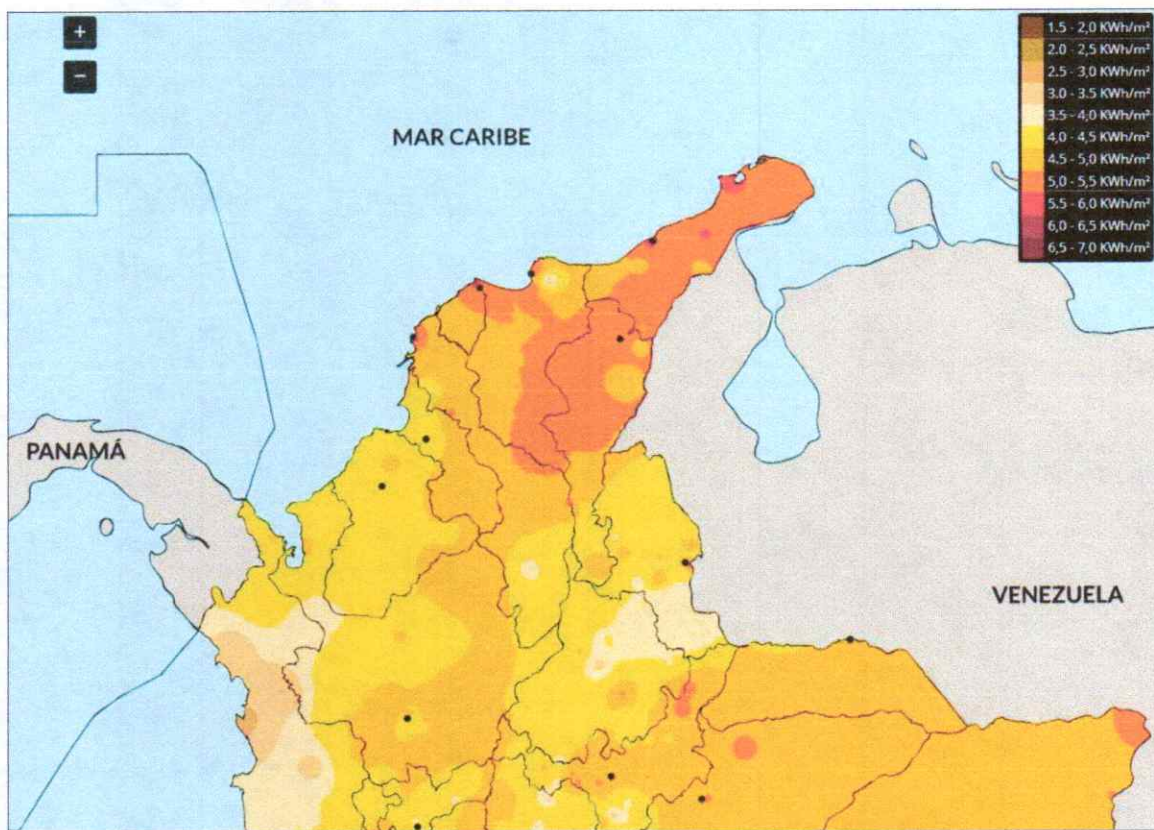 +
−
MAR CARIBE
PANAMÁ
VENEZUELA
1.5 - 2,0 KWh/m²
2.0 - 2,5 KWh/m²
2.5 - 3,0 KWh/m²
3.0 - 3.5 KWh/m²
3.5 - 4,0 KWh/m²
4.0 - 4,5 KWh/m²
4.5 - 5,0 KWh/m²
5,0 - 5,5 KWh/m²
5.5 - 6,0 KWh/m²
6,0 - 6,5 KWh/m²
6,5 - 7,0 KWh/m²